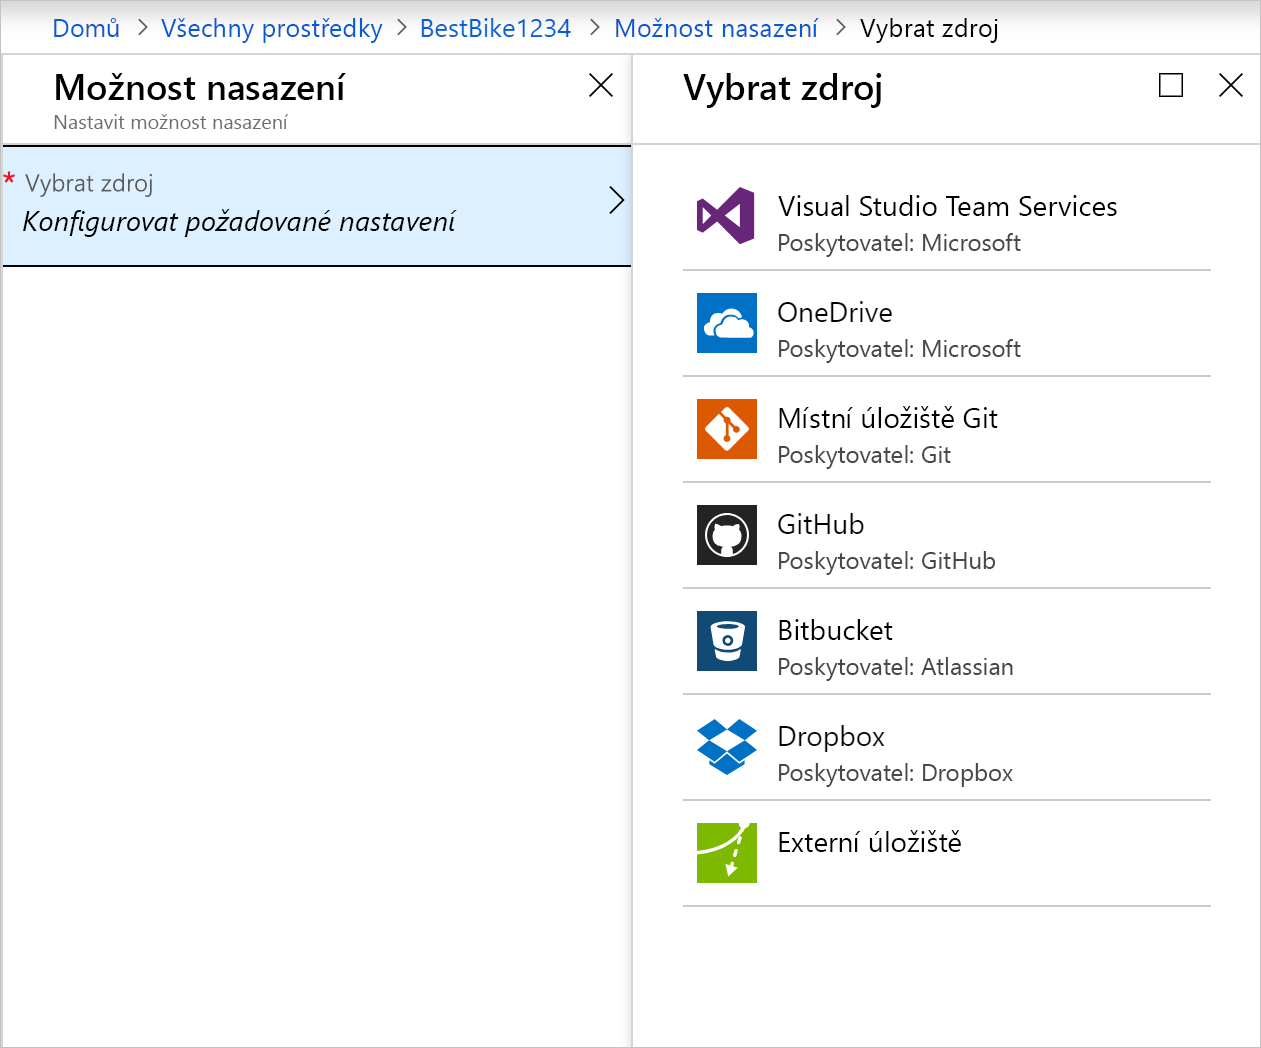 Domů > Všechny prostředky > BestBike1234 > Možnost nasazení > Vybrat zdroj
Možnost nasazení
Nastavit možnost nasazení
* Vybrat zdroj
Konfigurovat požadované nastavení
Vybrat zdroj
Visual Studio Team Services
Poskytovatel: Microsoft
OneDrive
Poskytovatel: Microsoft
Místní úložiště Git
Poskytovatel: Git
GitHub
Poskytovatel: GitHub
Bitbucket
Poskytovatel: Atlassian
Dropbox
Poskytovatel: Dropbox
Externí úložiště